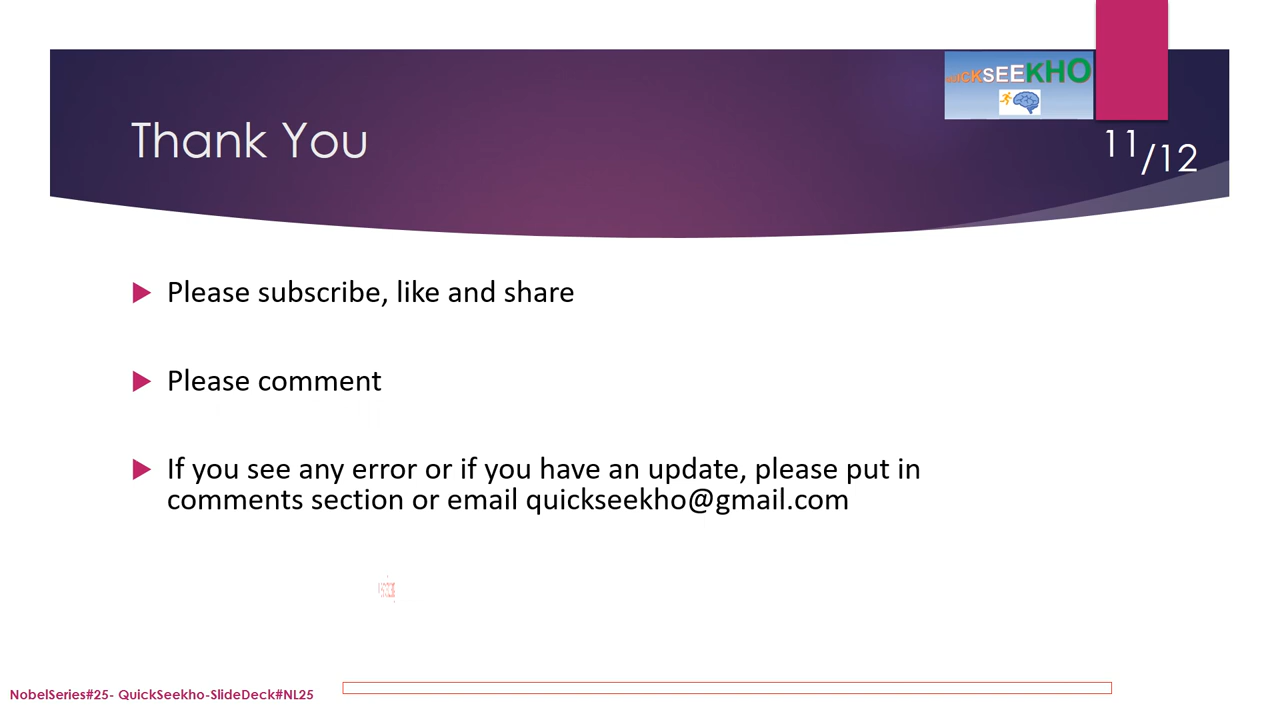 QUICKSEEKHO
Thank You
11/12
Please subscribe, like and share
Please comment
If you see any error or if you have an update, please put in
comments section or email quickseekho@gmail.com
NobelSeries#25- QuickSeekho-SlideDeck#NL25